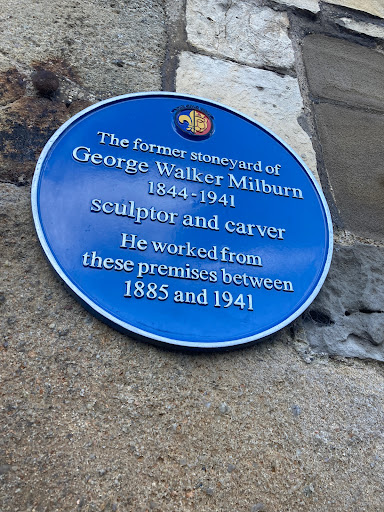 The former stoneyard of
George Walker Milburn
1844-1941
sculptor and carver
He worked from
these premises between
1885 and 1941